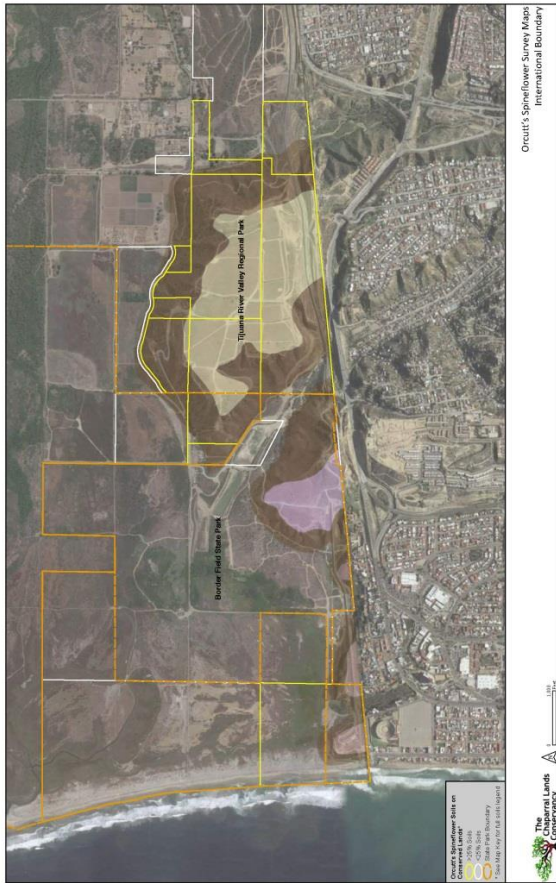 Orcutt's Spineflower Survey Maps
International Boundary
Tijuana River Valley Regional Park
Border Field State Park
Orcutt's Spineflower Soils on
Conserved Lands*
>25% Soils
<25% Soils
State Park Boundary
* See Map Key for full soils legend
The
Chaparral Lands
Conservancy
0